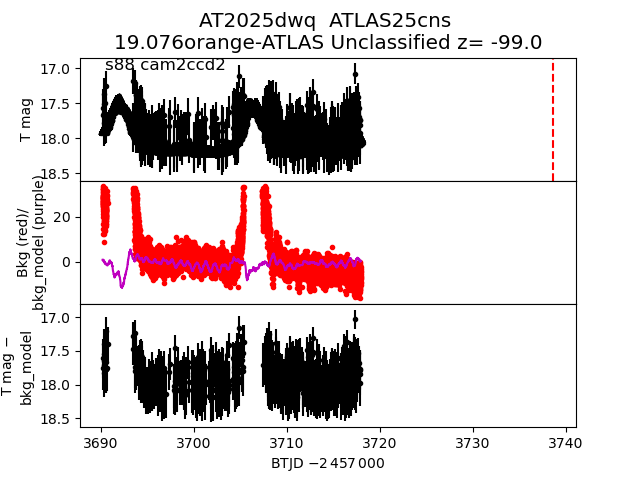 AT2025dwq  ATLAS25cns
19.076orange-ATLAS Unclassified z= -99.0
s88 cam2ccd2
T mag
17.0
17.5
18.0
18.5
Bkg (red)/
bkg_model (purple)
20
0
T mag −
bkg_model
17.0
17.5
18.0
18.5
3690 3700 3710 3720 3730 3740
BTJD −2 457 000